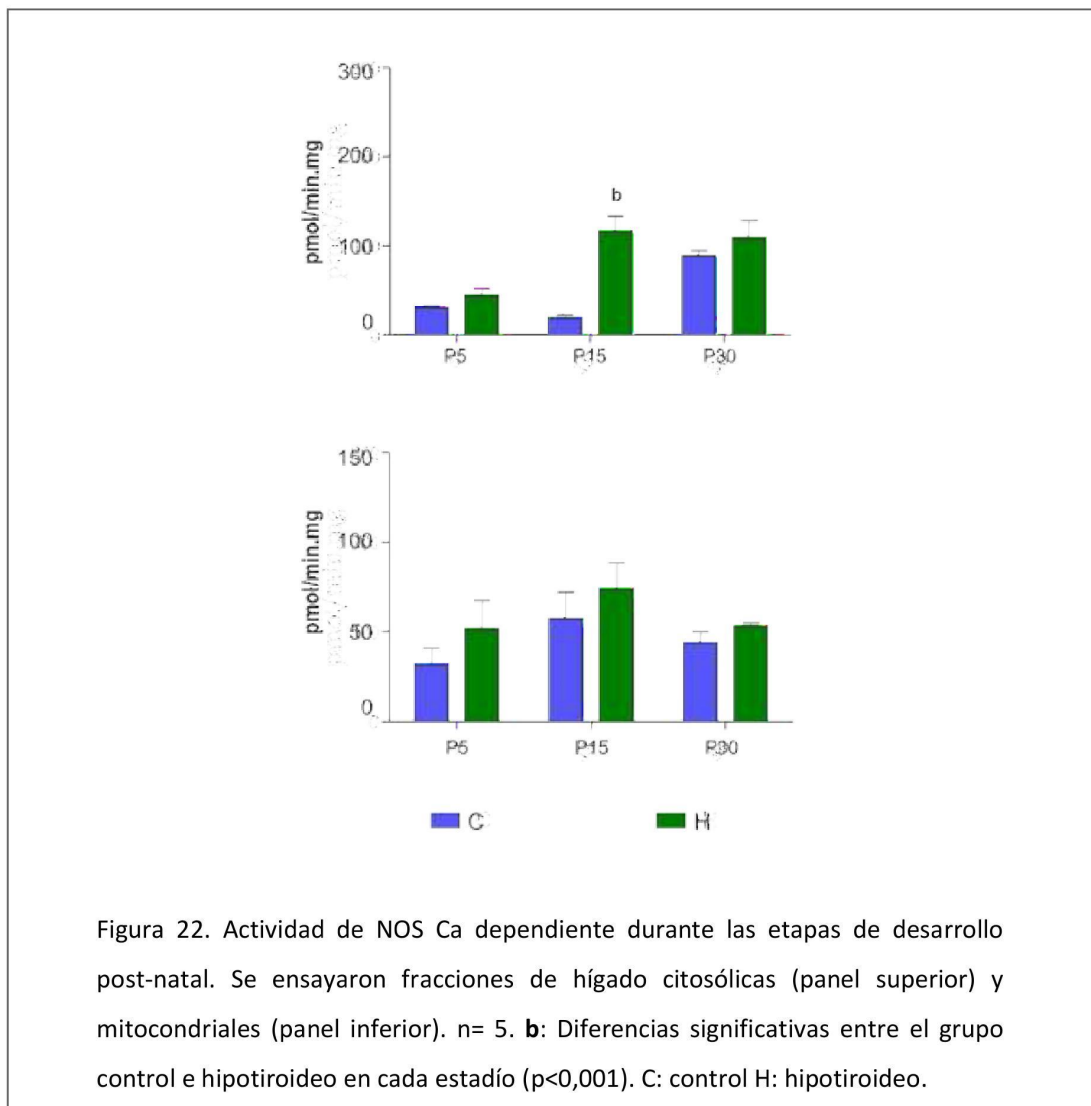 300
200
100
0
pmol/min.mg
b
P5
P15
P30
150
100
50
0
pmol/min.mg
P5
P15
P30
C
H
Figura 22. Actividad de NOS Ca dependiente durante las etapas de desarrollo
post-natal. Se ensayaron fracciones de hígado citosólicas (panel superior) y
mitocondriales (panel inferior). n= 5. b: Diferencias significativas entre el grupo
control e hipotiroideo en cada estadío (p<0,001). C: control H: hipotiroideo.